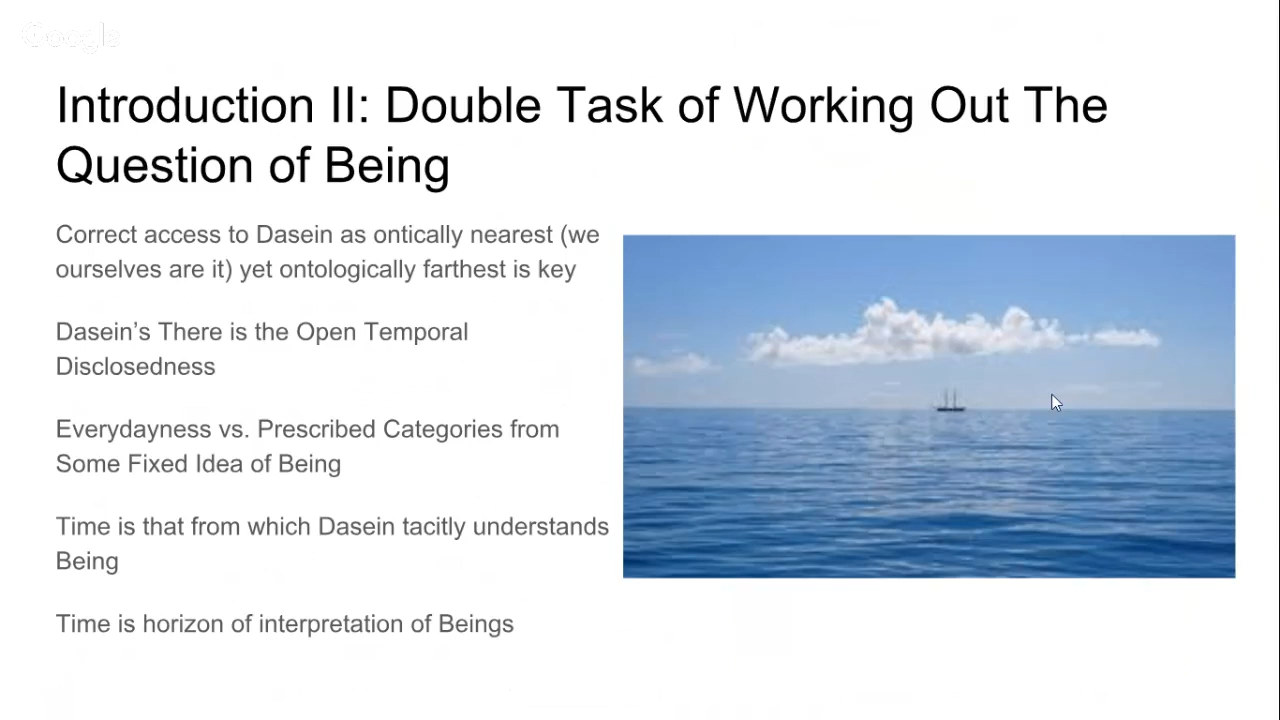 Google
Introduction II: Double Task of Working Out The
Question of Being
Correct access to Dasein as ontically nearest (we
ourselves are it) yet ontologically farthest is key
Dasein’s There is the Open Temporal
Disclosedness
Everydayness vs. Prescribed Categories from
Some Fixed Idea of Being
Time is that from which Dasein tacitly understands
Being
Time is horizon of interpretation of Beings